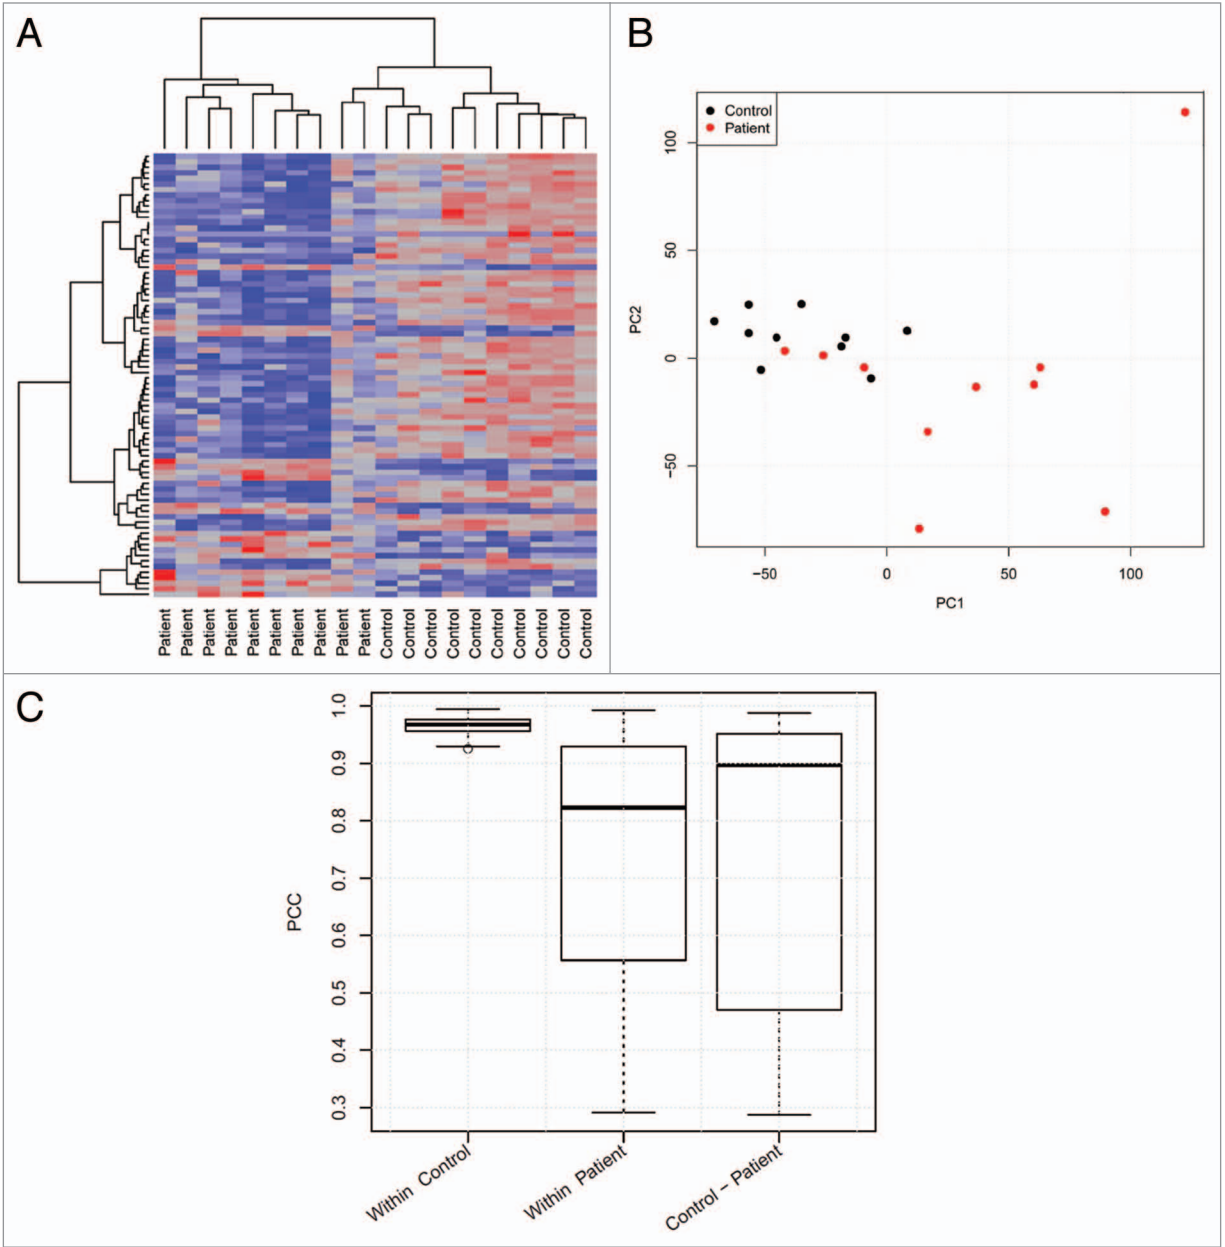 A
Patient
Patient
Patient
Patient
Patient
Patient
Patient
Patient
Patient
Patient
Control
Control
Control
Control
Control
Control
Control
Control
Control
Control
B
Control
Patient
PC2
100
50
0
−50
−50
0
50
100
PC1
C
PCC
1.0
0.9
0.8
0.7
0.6
0.5
0.4
0.3
Within Control
Within Patient
Control − Patient